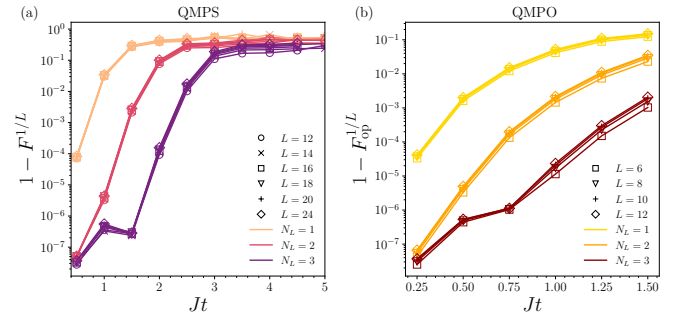 (a)
QMPS
1 − F^{1/L}
10^0
10^{-1}
10^{-2}
10^{-3}
10^{-4}
10^{-5}
10^{-6}
10^{-7}
L = 12
L = 14
L = 16
L = 18
L = 20
L = 24
N_L = 1
N_L = 2
N_L = 3
1 2 3 4 5
Jt
(b)
QMPO
1 − F_{op}^{1/L}
10^{-1}
10^{-2}
10^{-3}
10^{-4}
10^{-5}
10^{-6}
10^{-7}
L = 6
L = 8
L = 10
L = 12
N_L = 1
N_L = 2
N_L = 3
0.25 0.50 0.75 1.00 1.25 1.50
Jt